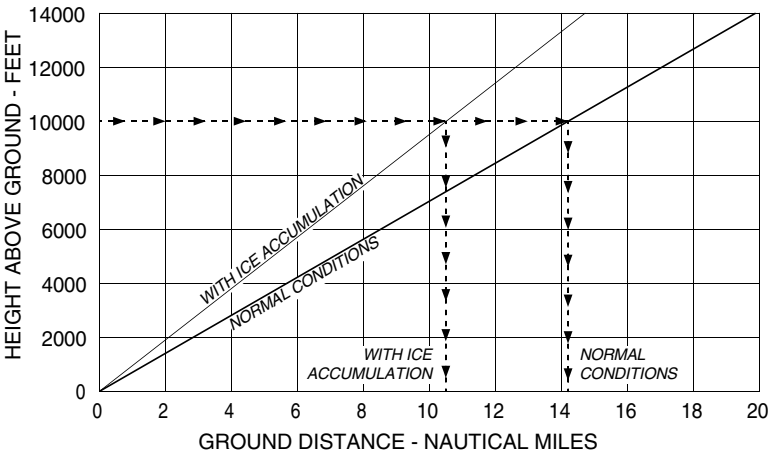 HEIGHT ABOVE GROUND - FEET
14000
12000
10000
8000
6000
4000
2000
0
WITH ICE ACCUMULATION
NORMAL CONDITIONS
WITH ICE
ACCUMULATION
NORMAL
CONDITIONS
0 2 4 6 8 10 12 14 16 18 20
GROUND DISTANCE - NAUTICAL MILES